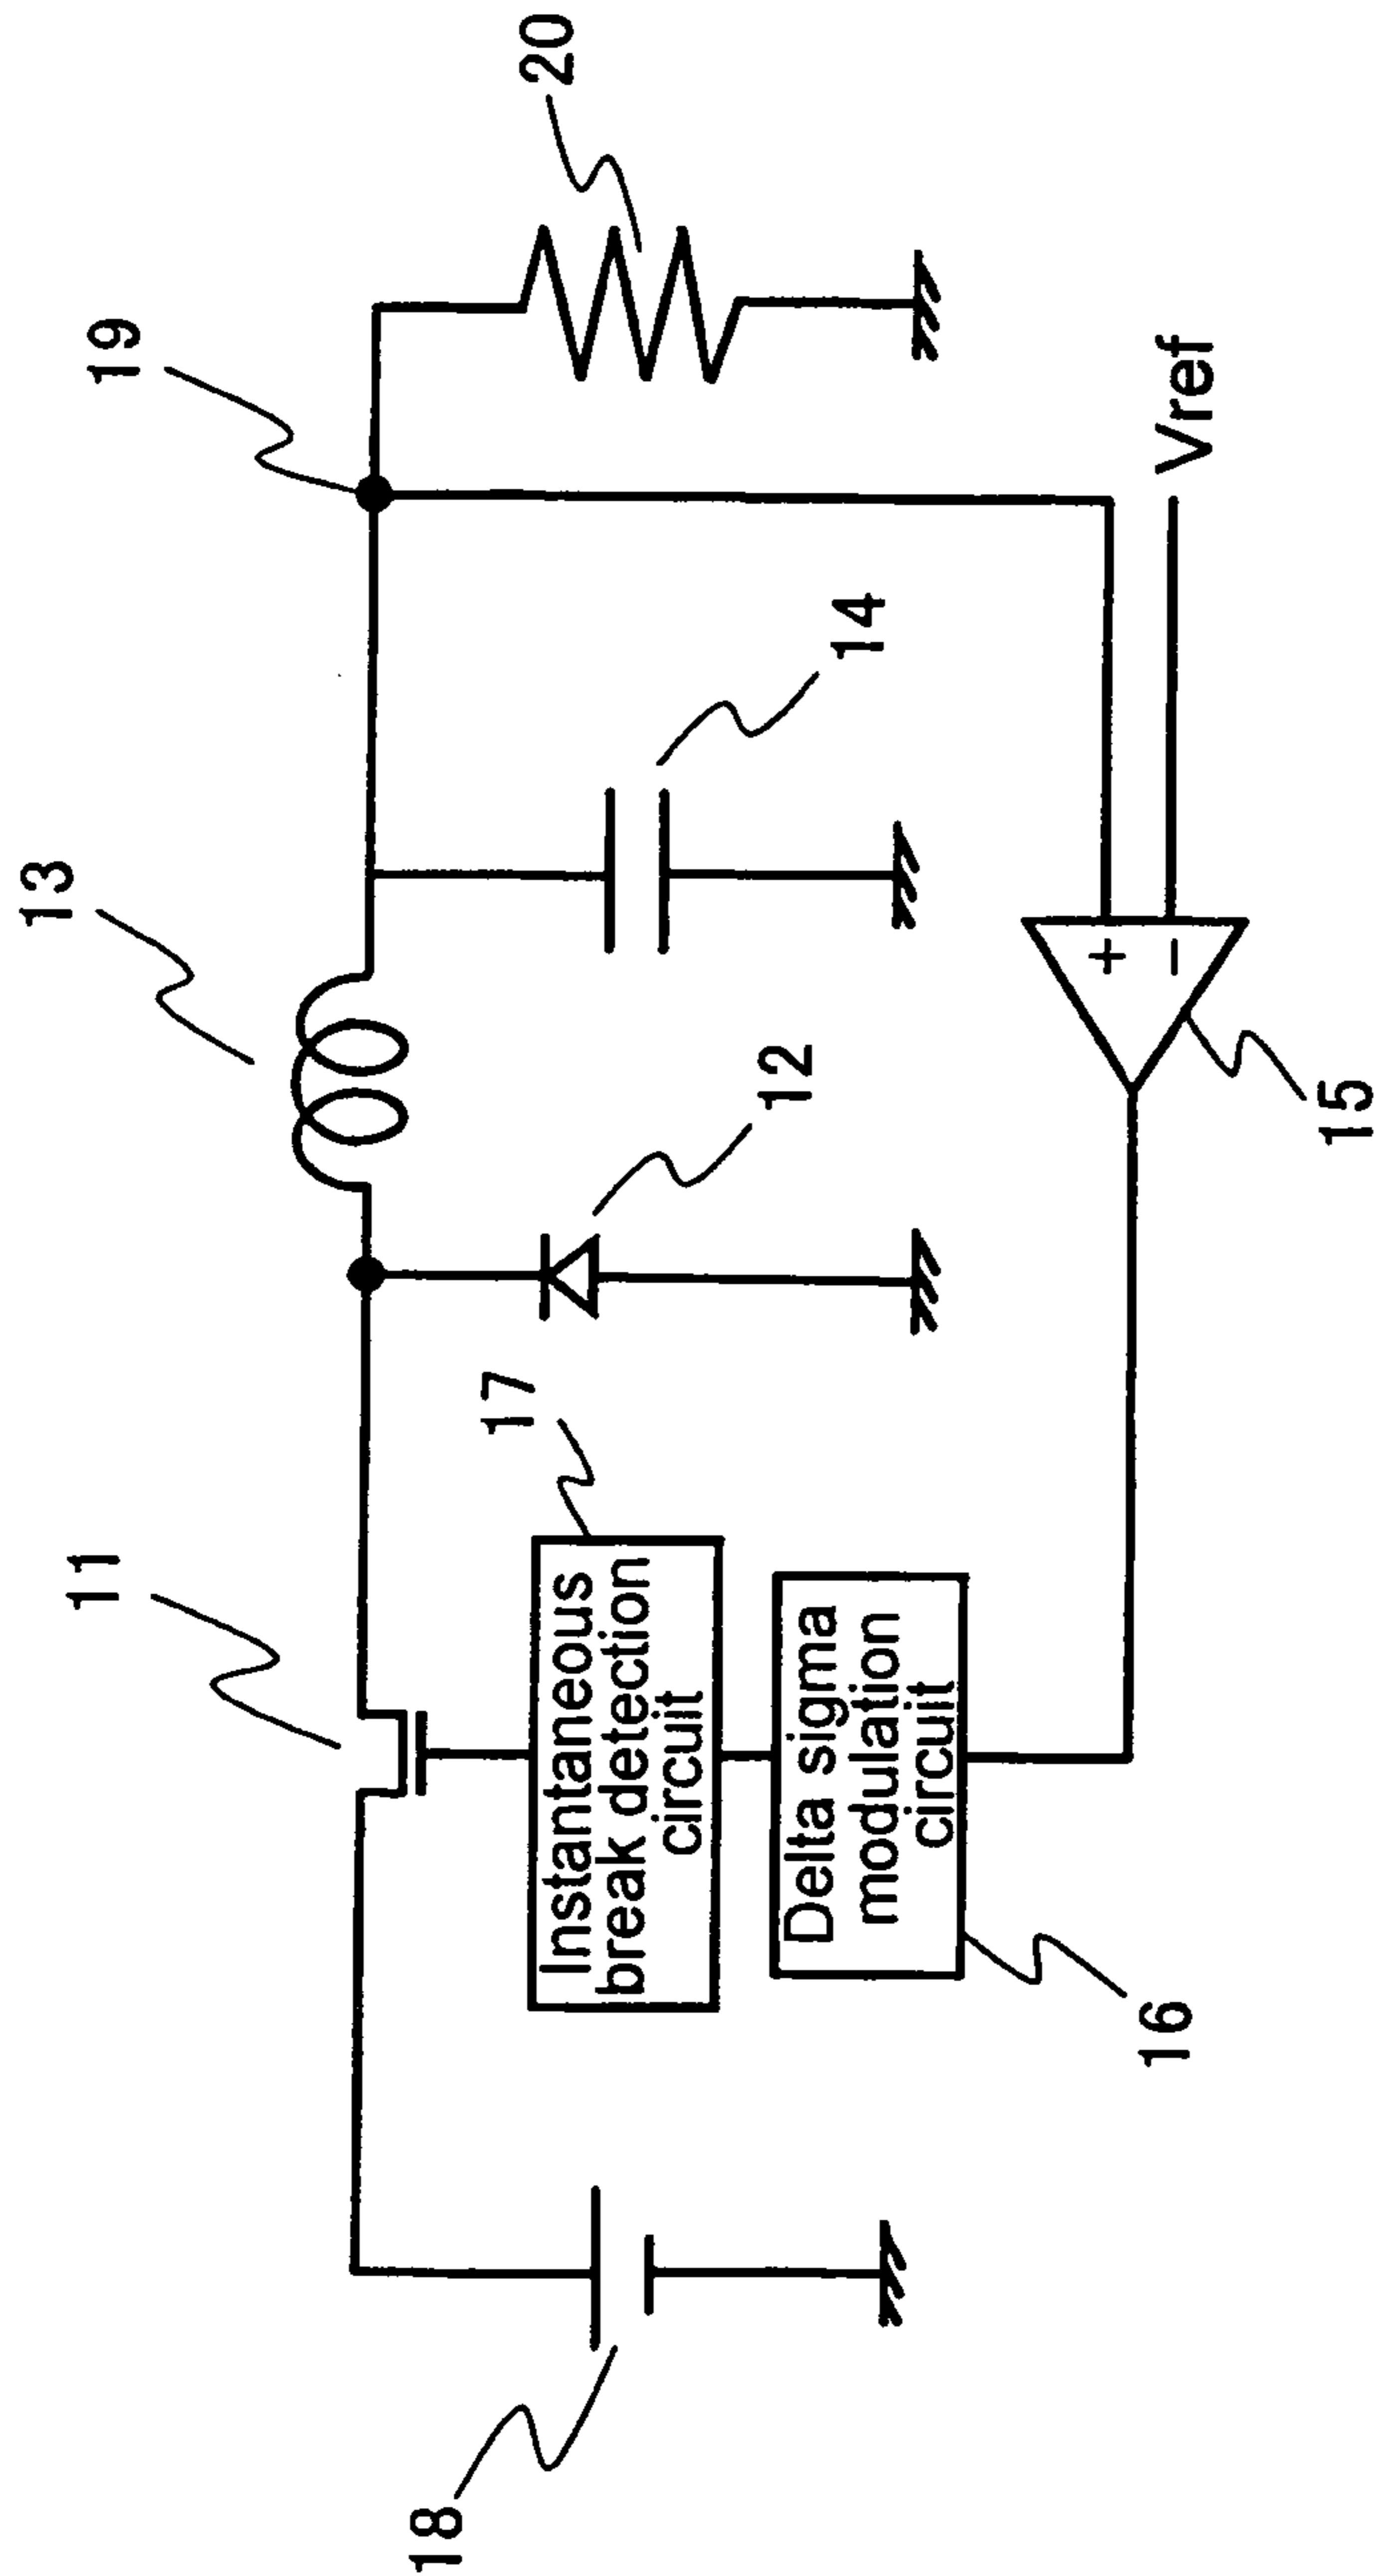 11
13
19
20
17
12
14
Instantaneous
break detection
circuit
Delta sigma
modulation
circuit
+
−
Vref
18
16
15